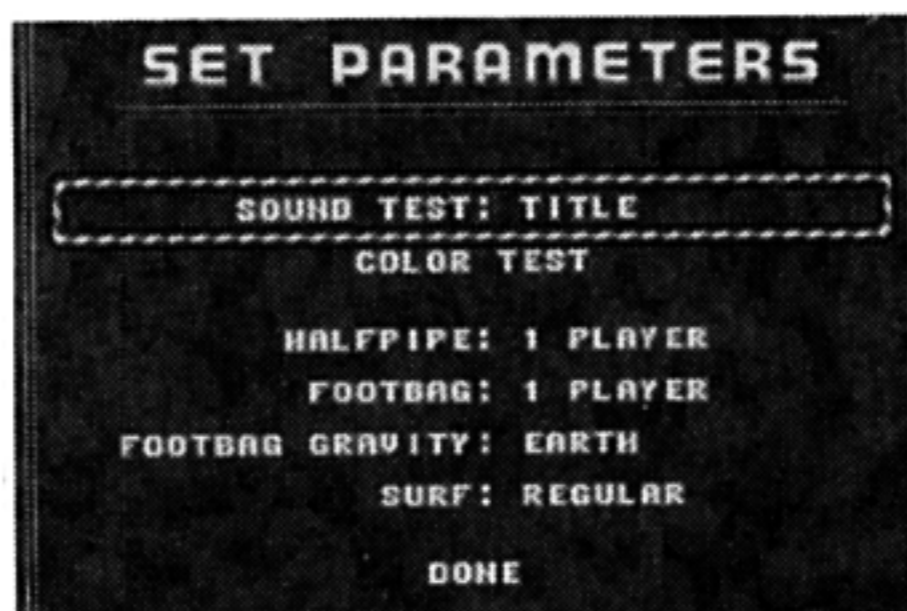 SET PARAMETERS
SOUND TEST: TITLE
COLOR TEST
HALFPIPE: 1 PLAYER
FOOTBAG: 1 PLAYER
FOOTBAG GRAVITY: EARTH
SURF: REGULAR
DONE